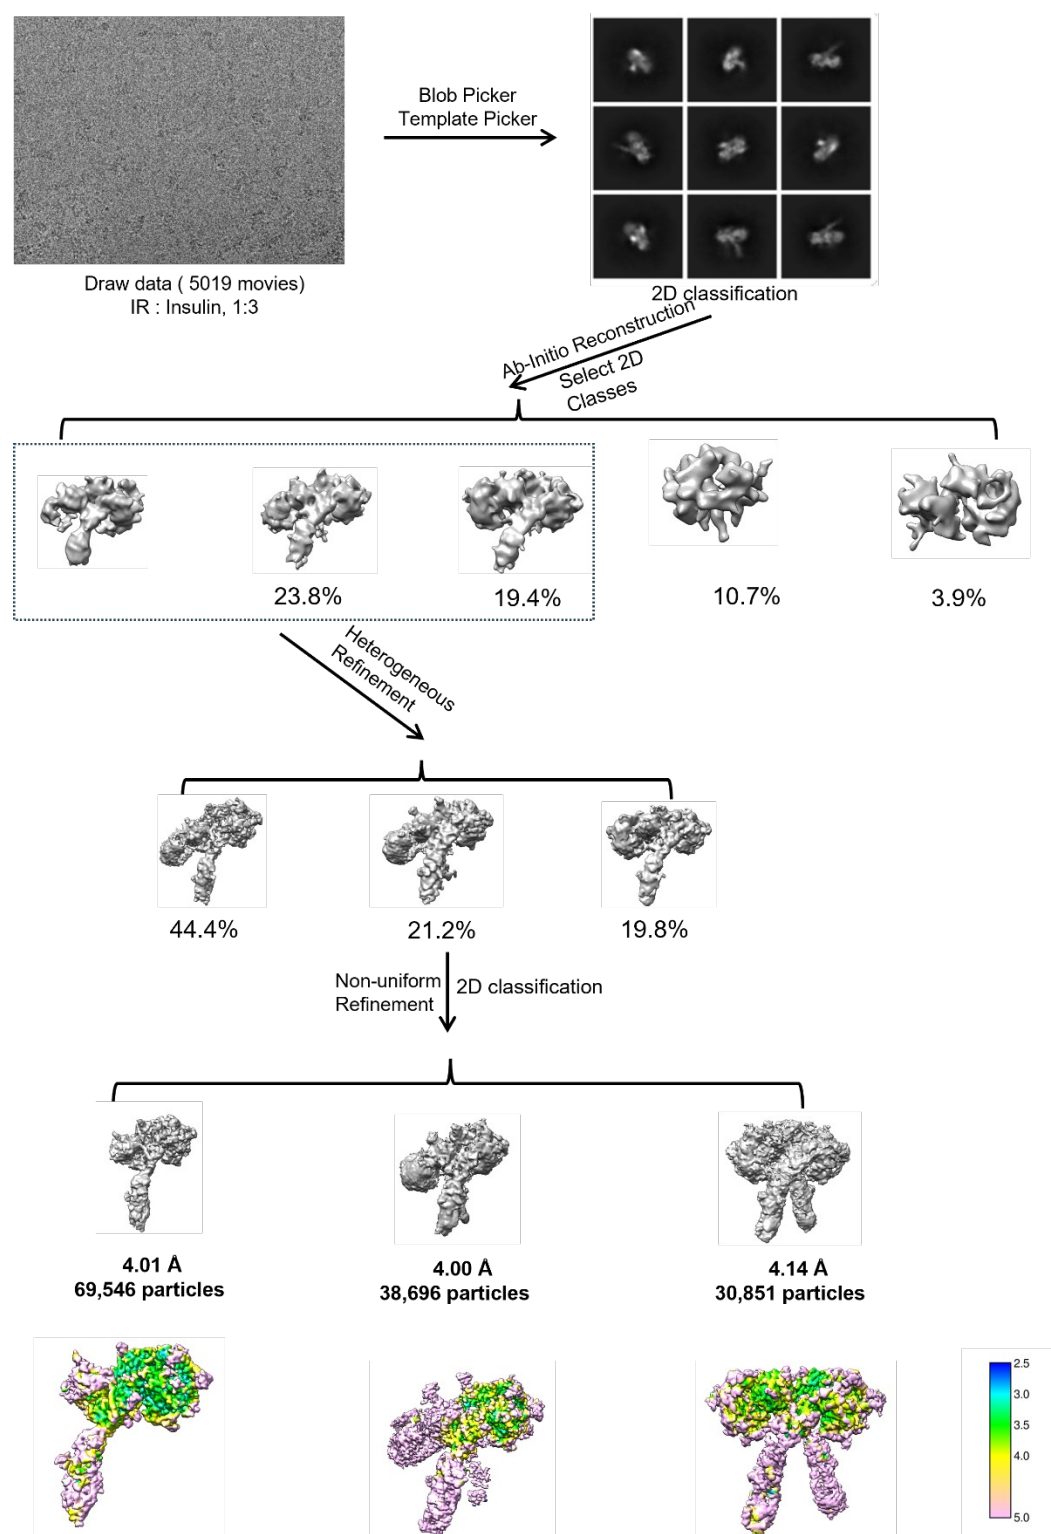 Blob Picker
Template Picker
Draw data ( 5019 movies)
IR : Insulin, 1:3
2D classification
Ab-Initio Reconstruction
Select 2D
Classes
23.8%
19.4%
10.7%
3.9%
Heterogeneous
Refinement
44.4%
21.2%
19.8%
Non-uniform
Refinement
2D classification
4.01 Å
69,546 particles
4.00 Å
38,696 particles
4.14 Å
30,851 particles
2.5
3.0
3.5
4.0
5.0